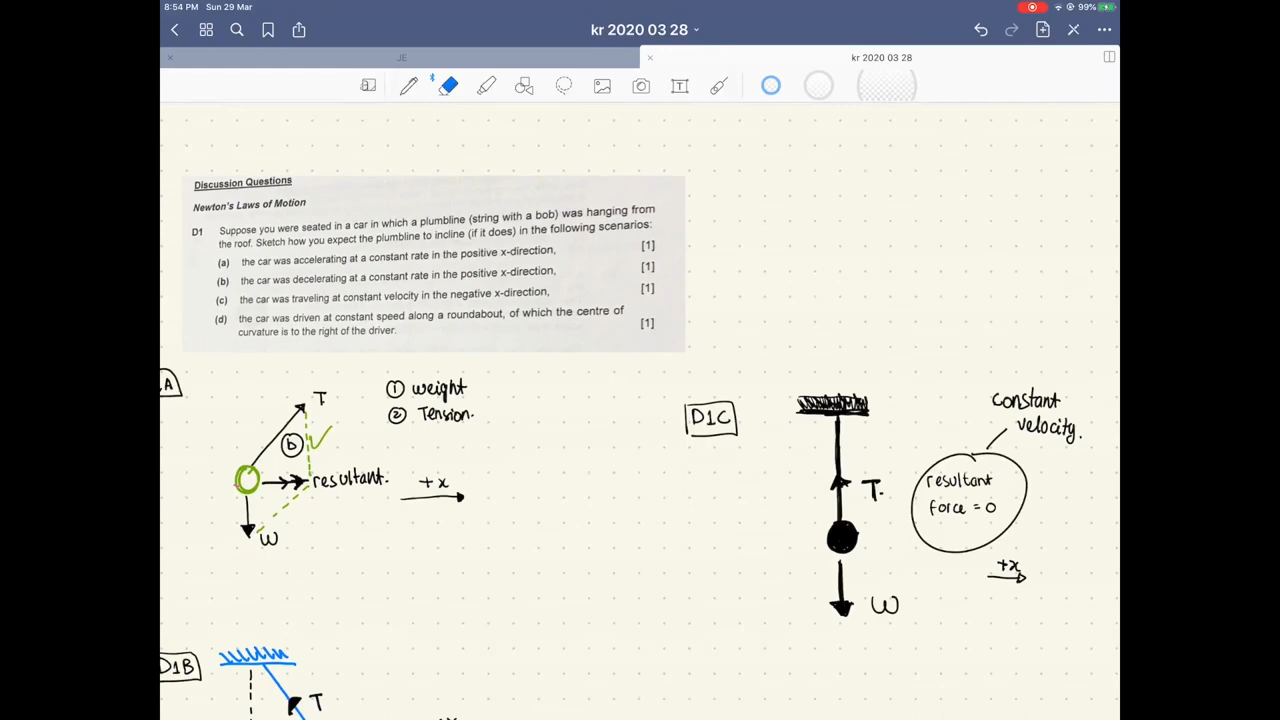 8:54 PM Sun 29 Mar
99%
kr 2020 03 28
JE
kr 2020 03 28
T
Discussion Questions
Newton's Laws of Motion
D1 Suppose you were seated in a car in which a plumbline (string with a bob) was hanging from
the roof. Sketch how you expect the plumbline to incline (if it does) in the following scenarios:
(a) the car was accelerating at a constant rate in the positive x-direction, [1]
(b) the car was decelerating at a constant rate in the positive x-direction, [1]
(c) the car was traveling at constant velocity in the negative x-direction, [1]
(d) the car was driven at constant speed along a roundabout, of which the centre of
curvature is to the right of the driver. [1]
A
T
① weight
② Tension.
b
resultant.
+x
W
D1C
constant
velocity.
resultant
force = 0
T.
+x
W
D1B
T